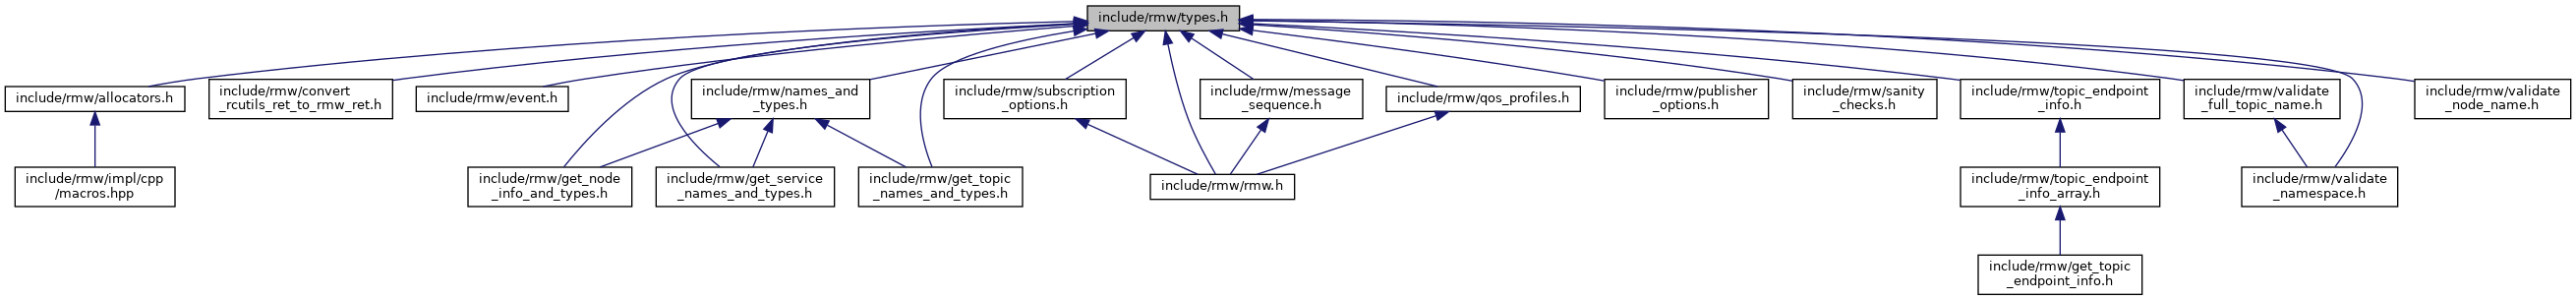 include/rmw/types.h
include/rmw/allocators.h
include/rmw/convert
_rcutils_ret_to_rmw_ret.h
include/rmw/event.h
include/rmw/names_and
_types.h
include/rmw/subscription
_options.h
include/rmw/message
_sequence.h
include/rmw/qos_profiles.h
include/rmw/publisher
_options.h
include/rmw/sanity
_checks.h
include/rmw/topic_endpoint
_info.h
include/rmw/validate
_full_topic_name.h
include/rmw/validate
_node_name.h
include/rmw/impl/cpp
/macros.hpp
include/rmw/get_node
_info_and_types.h
include/rmw/get_service
_names_and_types.h
include/rmw/get_topic
_names_and_types.h
include/rmw/rmw.h
include/rmw/topic_endpoint
_info_array.h
include/rmw/validate
_namespace.h
include/rmw/get_topic
_endpoint_info.h